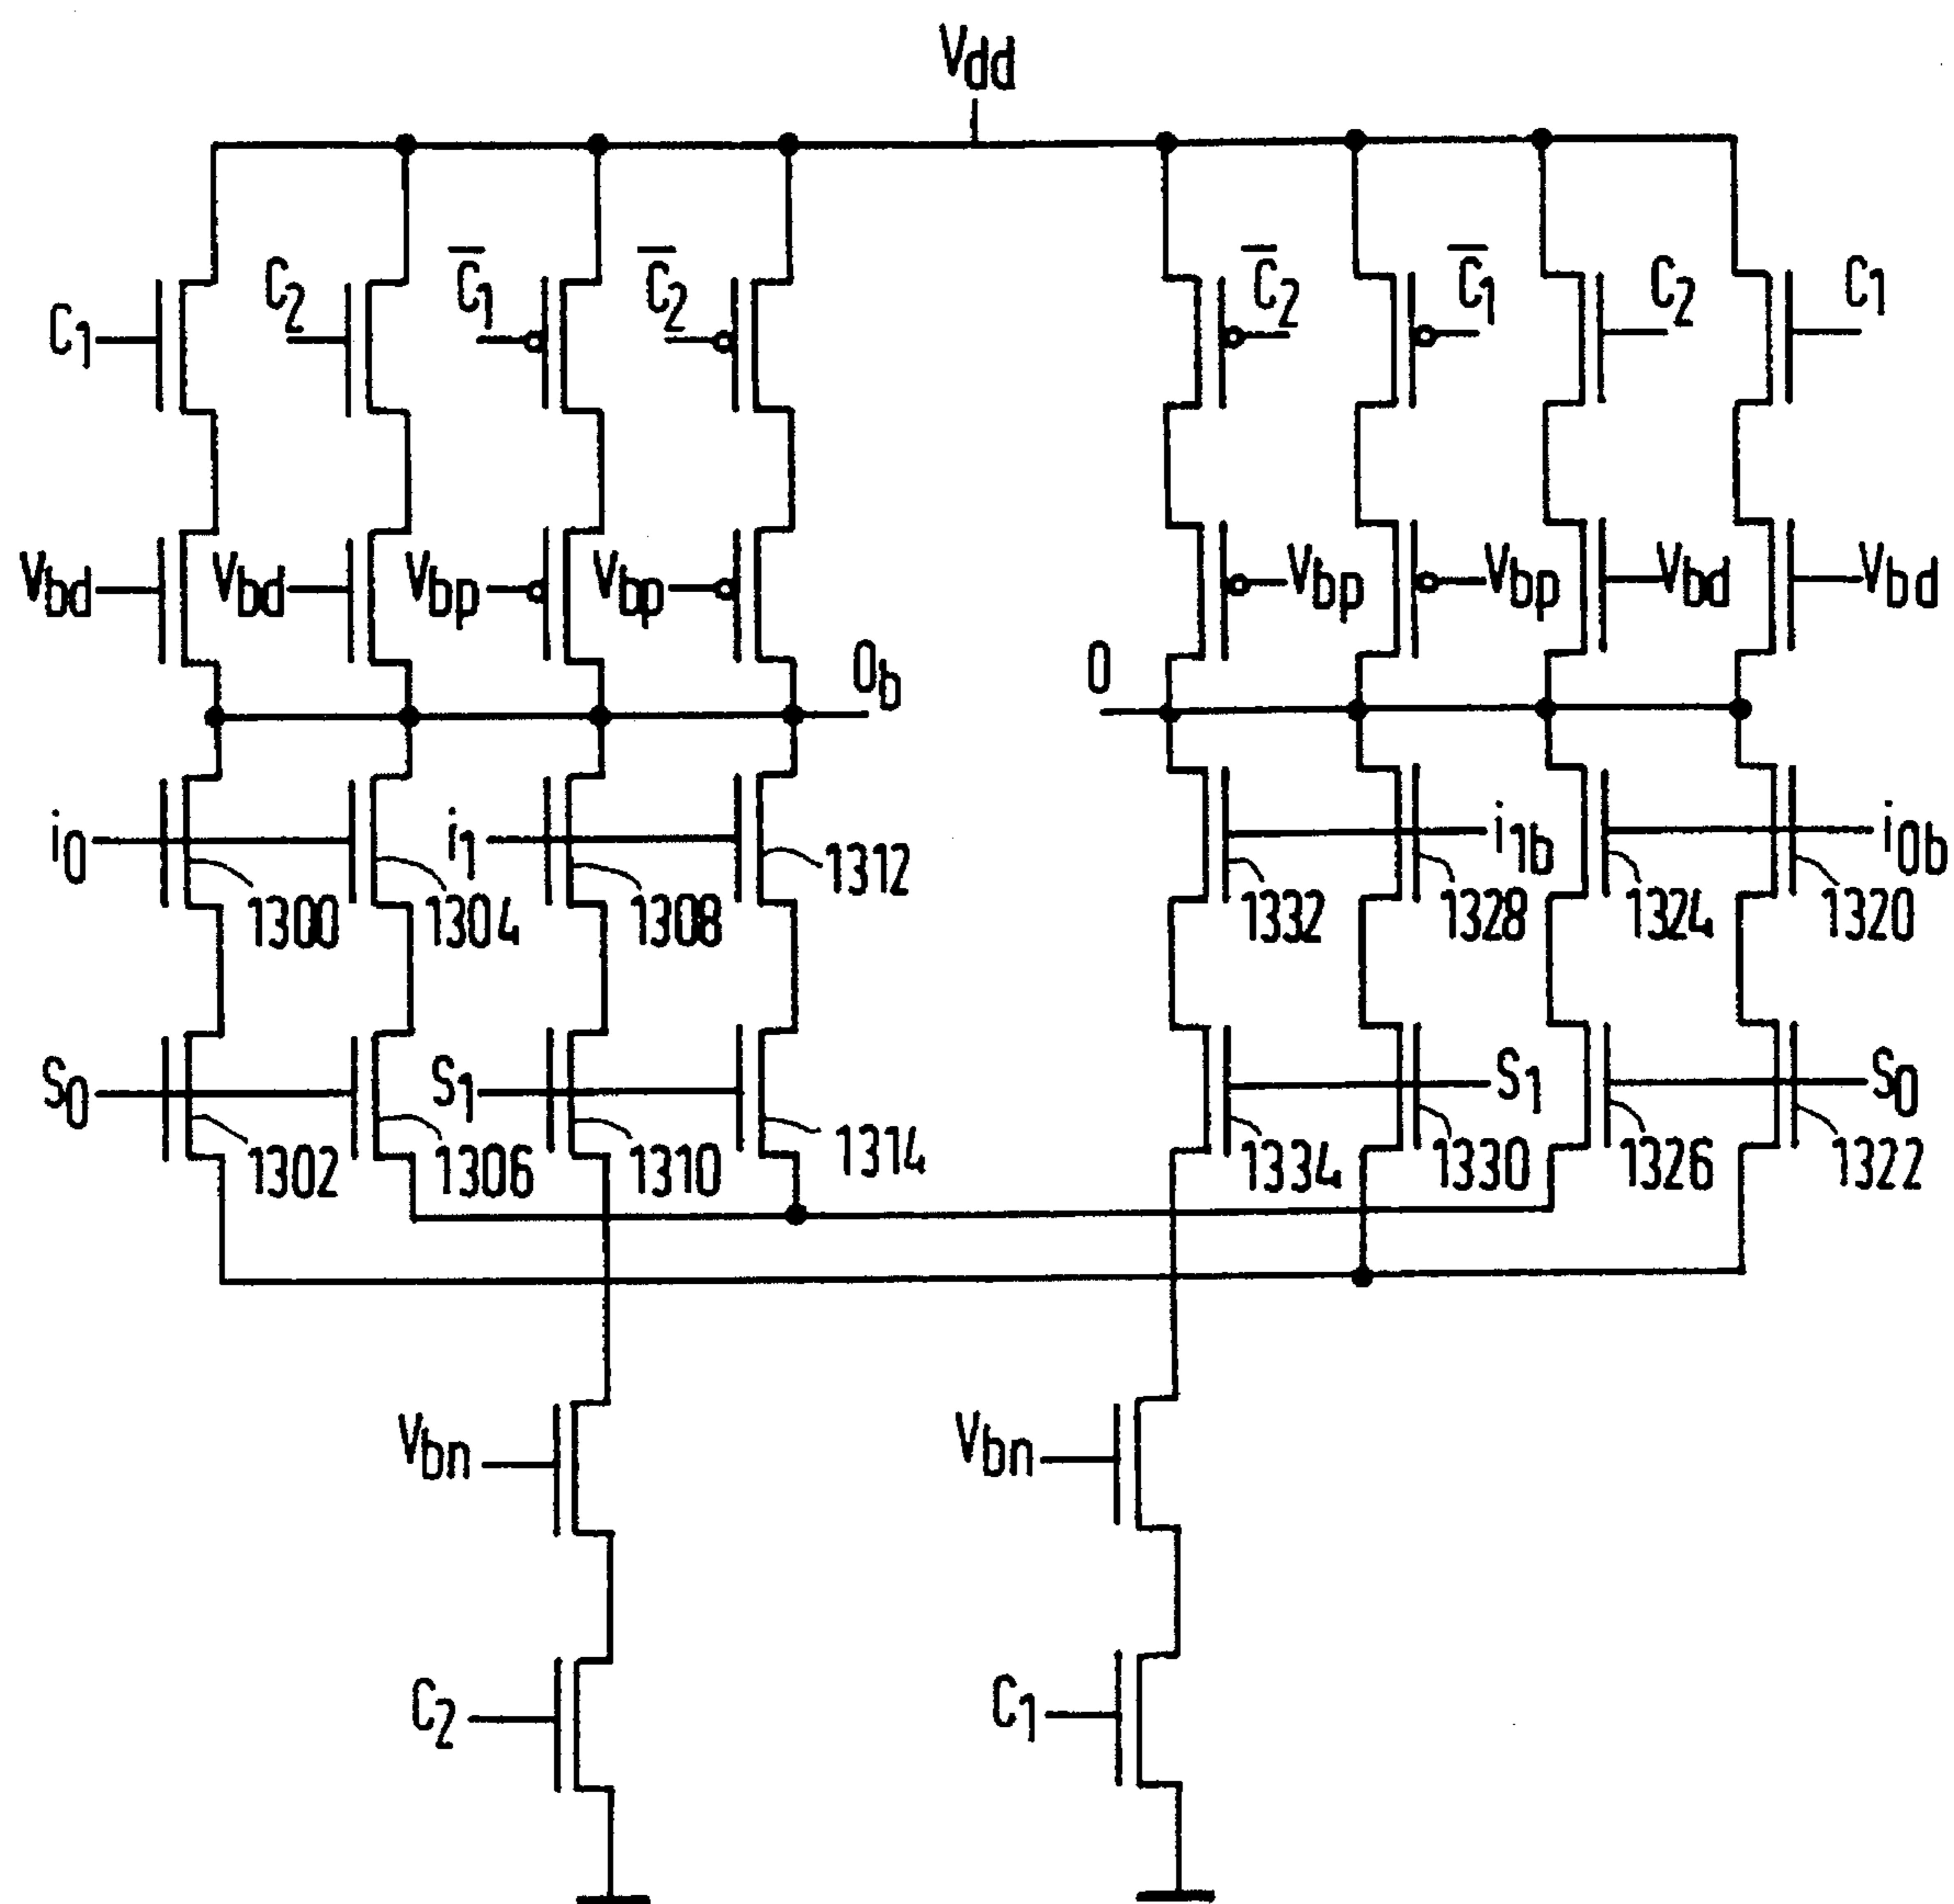 Vdd
C1 C2 C̅1 C̅2 C̅2 C̅1 C2 C1
Vbd Vbd Vbp Vbp Vbp Vbp Vbd Vbd
0b 0
i0 i1 i1b i0b
1300 1304 1308 1312 1332 1328 1324 1320
S0 S1 S1 S0
1302 1306 1310 1314 1334 1330 1326 1322
Vbn Vbn
C2 C1